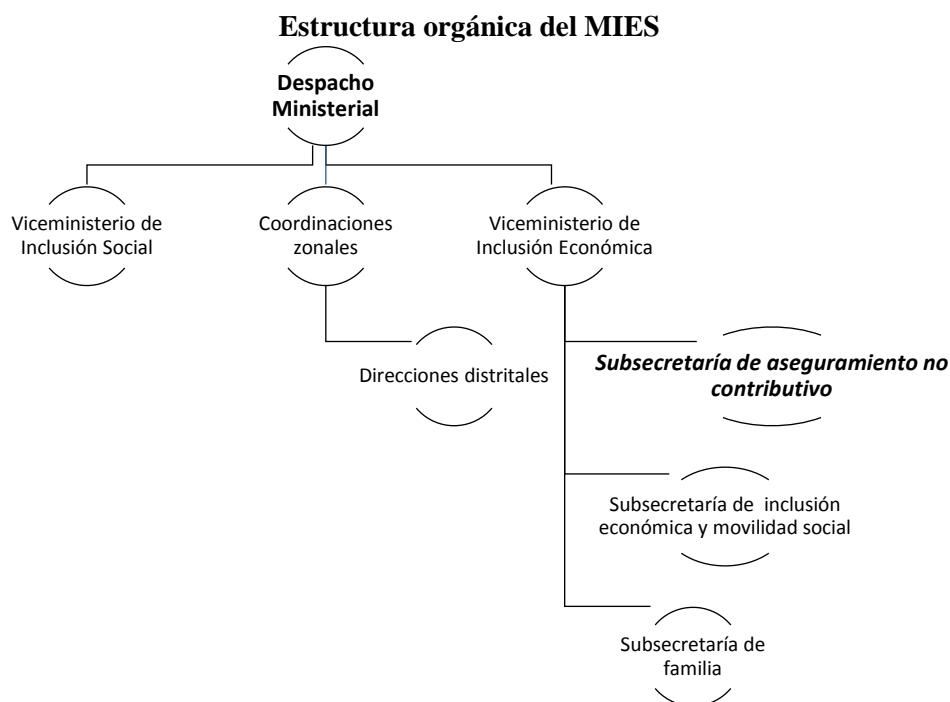 Estructura orgánica del MIES
Despacho
Ministerial
Viceministerio de
Inclusión Social
Coordinaciones
zonales
Viceministerio de
Inclusión Económica
Direcciones distritales
Subsecretaría de aseguramiento no
contributivo
Subsecretaría de inclusión
económica y movilidad social
Subsecretaría de
familia